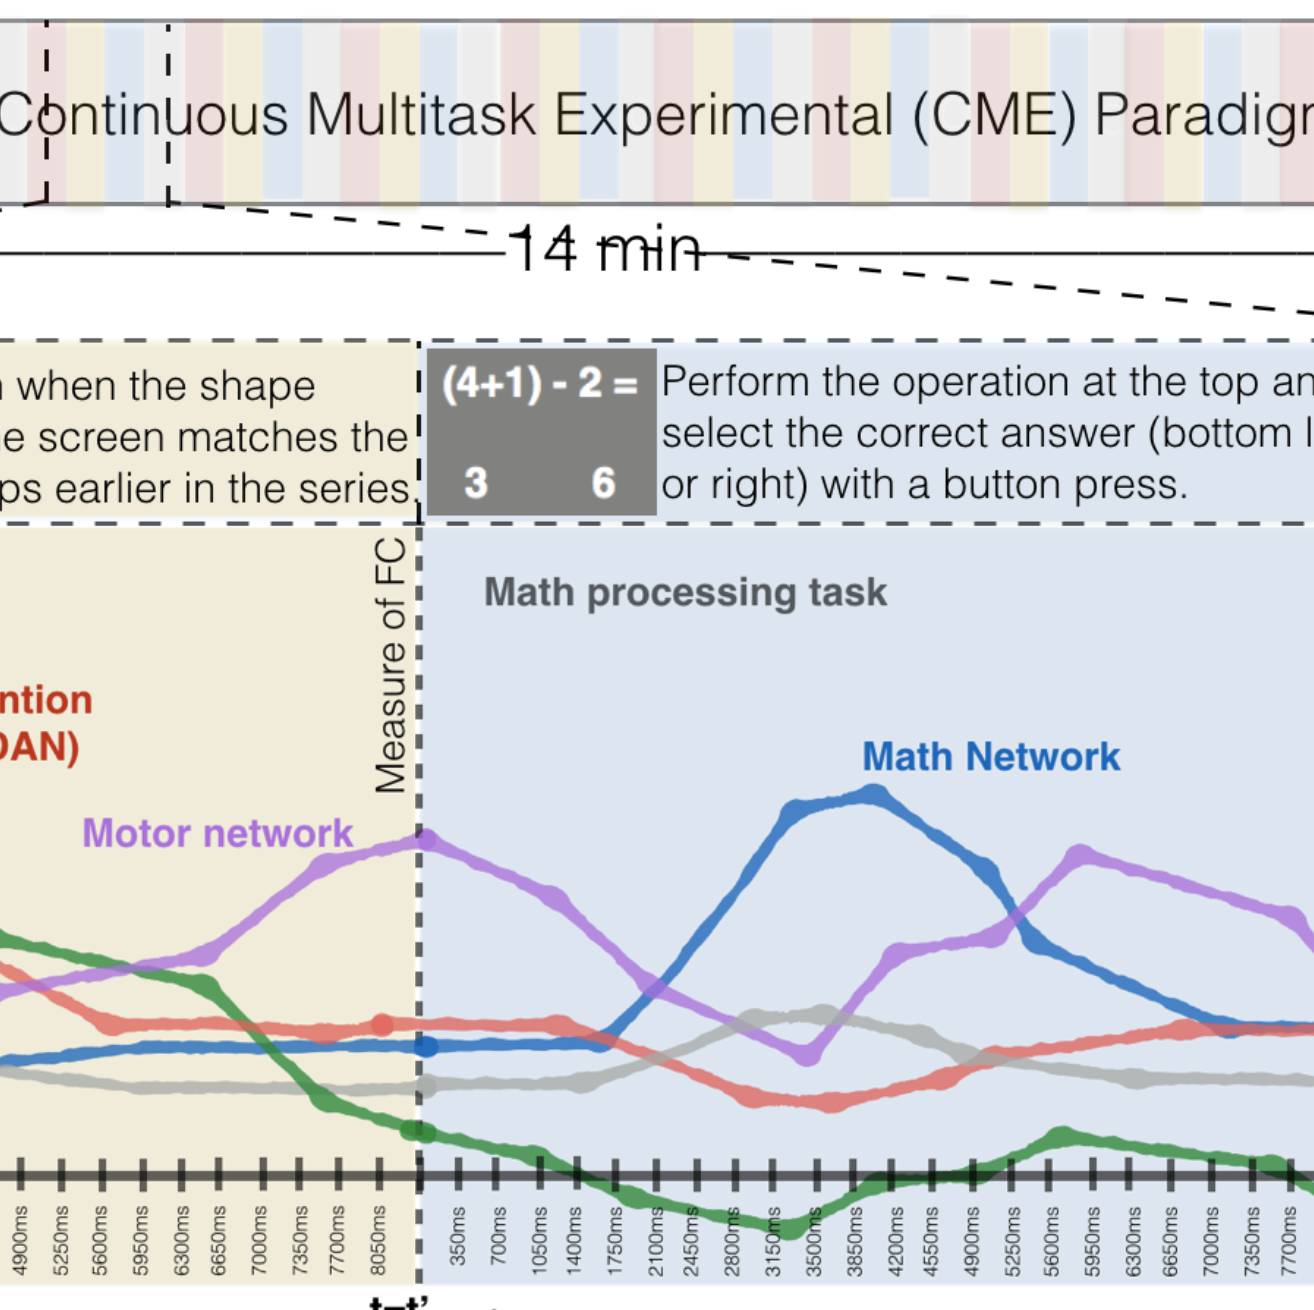 Continuous Multitask Experimental (CME) Paradigr
14 min
when the shape
e screen matches the
ps earlier in the series.
(4+1) - 2 =
3 6
Perform the operation at the top an
select the correct answer (bottom l
or right) with a button press.
Measure of FC
Math processing task
ntion
DAN)
Motor network
Math Network
4900ms 5250ms 5600ms 5950ms 6300ms 6650ms 7000ms 7350ms 7700ms 8050ms 350ms 700ms 1050ms 1400ms 1750ms 2100ms 2450ms 2800ms 3150ms 3500ms 3850ms 4200ms 4550ms 4900ms 5250ms 5600ms 5950ms 6300ms 6650ms 7000ms 7350ms 7700ms
t=t'